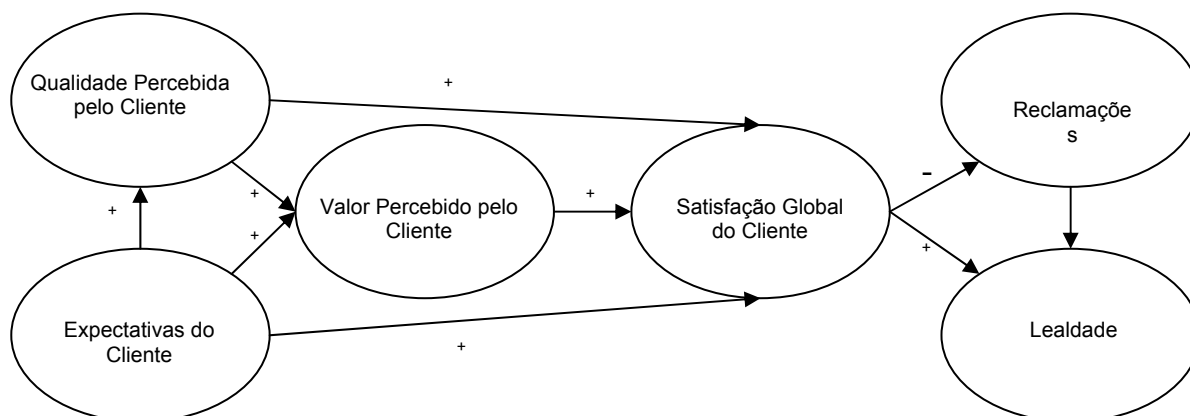 Qualidade Percebida
pelo Cliente
+
Reclamaçõe
s
+
+
Valor Percebido pelo
Cliente
+
Satisfação Global
do Cliente
-
+
+
+
Expectativas do
Cliente
+
Lealdade